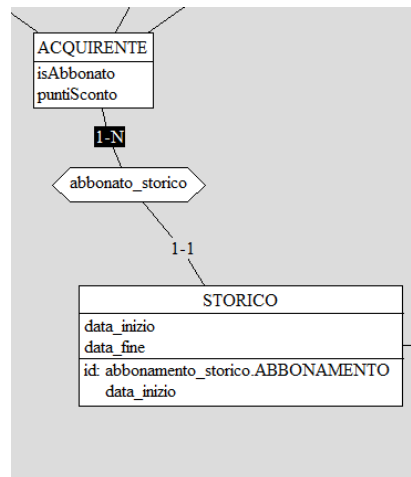 ACQUIRENTE
isAbbonato
puntiSconto
1-N
abbonato_storico
1-1
STORICO
data_inizio
data_fine
id: abbonamento_storico.ABBONAMENTO
data_inizio